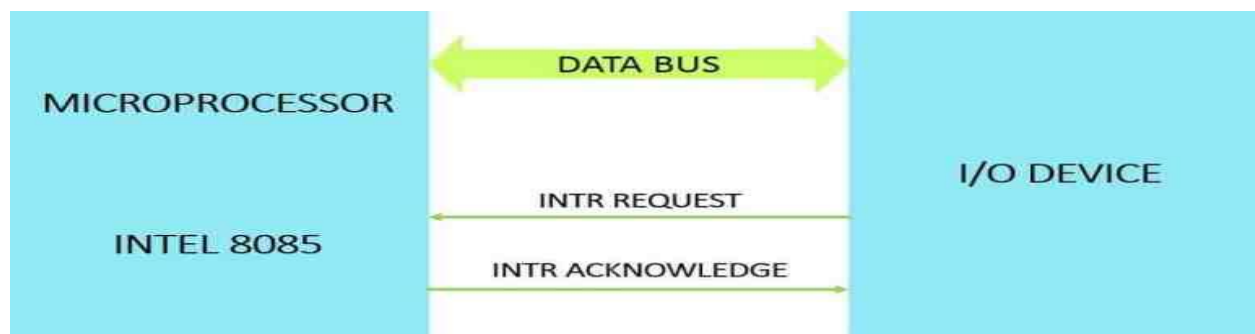 MICROPROCESSOR
INTEL 8085
DATA BUS
INTR REQUEST
INTR ACKNOWLEDGE
I/O DEVICE